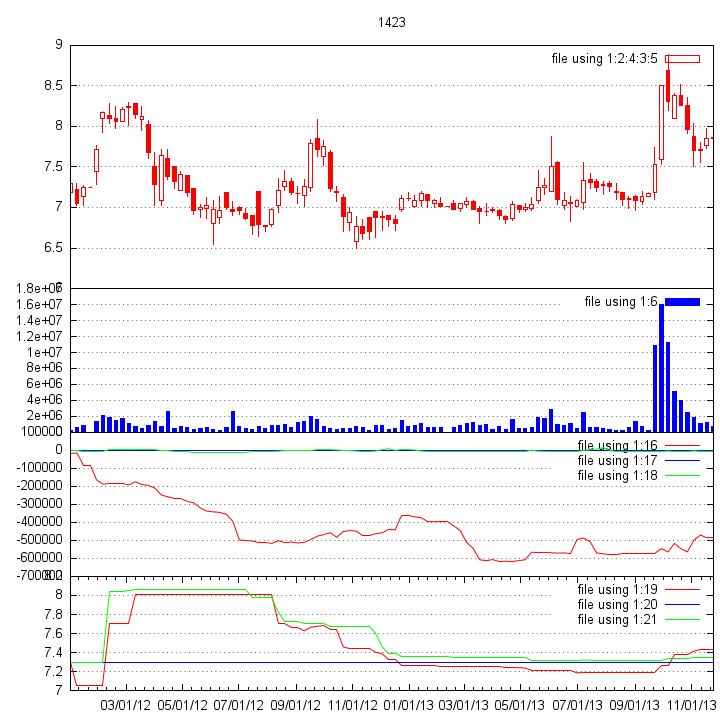 1423
9
file using 1:2:4:3:5
8.5
8
7.5
7
6.5
1.8e+07
file using 1:6
1.6e+07
1.4e+07
1.2e+07
1e+07
8e+06
6e+06
4e+06
2e+06
100000
0
file using 1:16
file using 1:17
file using 1:18
-100000
-200000
-300000
-400000
-500000
-600000
-700000
8.2
8
file using 1:19
file using 1:20
file using 1:21
7.8
7.6
7.4
7.2
7
03/01/12 05/01/12 07/01/12 09/01/12 11/01/12 01/01/13 03/01/13 05/01/13 07/01/13 09/01/13 11/01/13